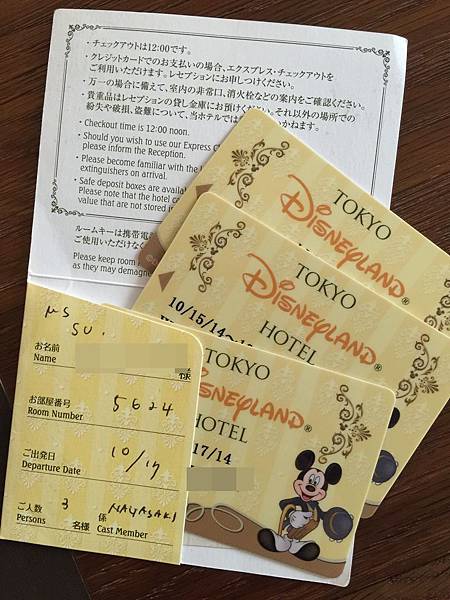 ・チェックアウトは12:00です。
・クレジットカードでのお支払いの場合、エクスプレス・チェックアウトを
ご利用いただけます。レセプションにお申しつけください。
・万一の場合に備えて、室内の非常口、消火栓などの案内をご確認ください。
・貴重品はレセプションの貸し金庫にお預けください。それ以外の場所での
紛失や破損、盗難について、当ホテルでは
かねます。
・Checkout time is 12:00 noon.
・Should you wish to use our Express
please inform the Reception.
・Please become familiar with the
extinguishers on arrival.
・Safe deposit boxes are availa
Please note that the hotel
value that are not stored
ルームキーは携帯電
ご使用いただけなく
Please keep room
as they may demagne
TOKYO
DISNEYLAND®
TOKYO
DISNEYLAND®
HOTEL
10/15/14~
TOKYO
DISNEYLAND®
HOTEL
17/14
MS
SU
お名前
Name
様
お部屋番号
Room Number
5624
ご出発日
Departure Date
10/17
ご人数
Persons
3
名様
係
Cast Member
NAGASAKI